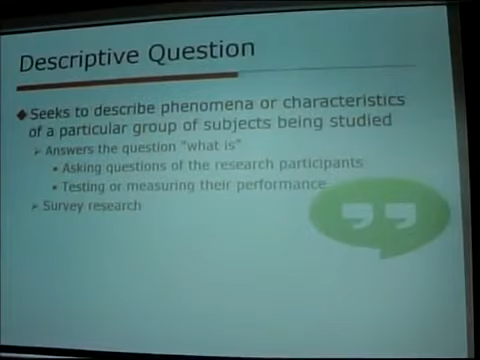 Descriptive Question
Seeks to describe phenomena or characteristics
of a particular group of subjects being studied
Answers the question "what is"
Asking questions of the research participants
Testing or measuring their performance
Survey research